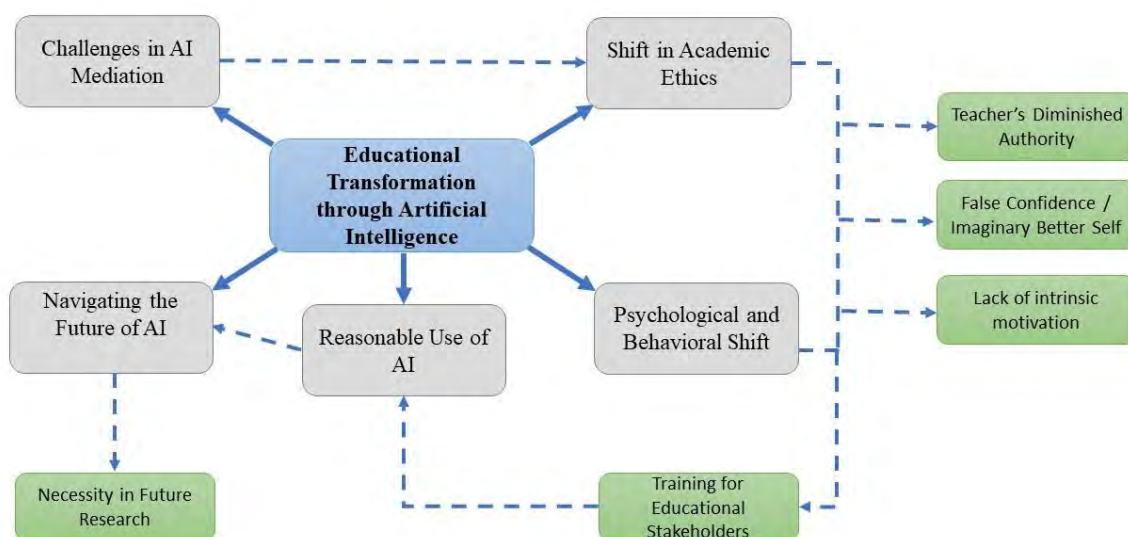 Challenges in AI
Mediation
Shift in Academic
Ethics
Teacher's Diminished
Authority
Educational
Transformation
through Artificial
Intelligence
False Confidence /
Imaginary Better Self
Navigating the
Future of AI
Reasonable Use of
AI
Psychological and
Behavioral Shift
Lack of intrinsic
motivation
Necessity in Future
Research
Training for
Educational
Stakeholders